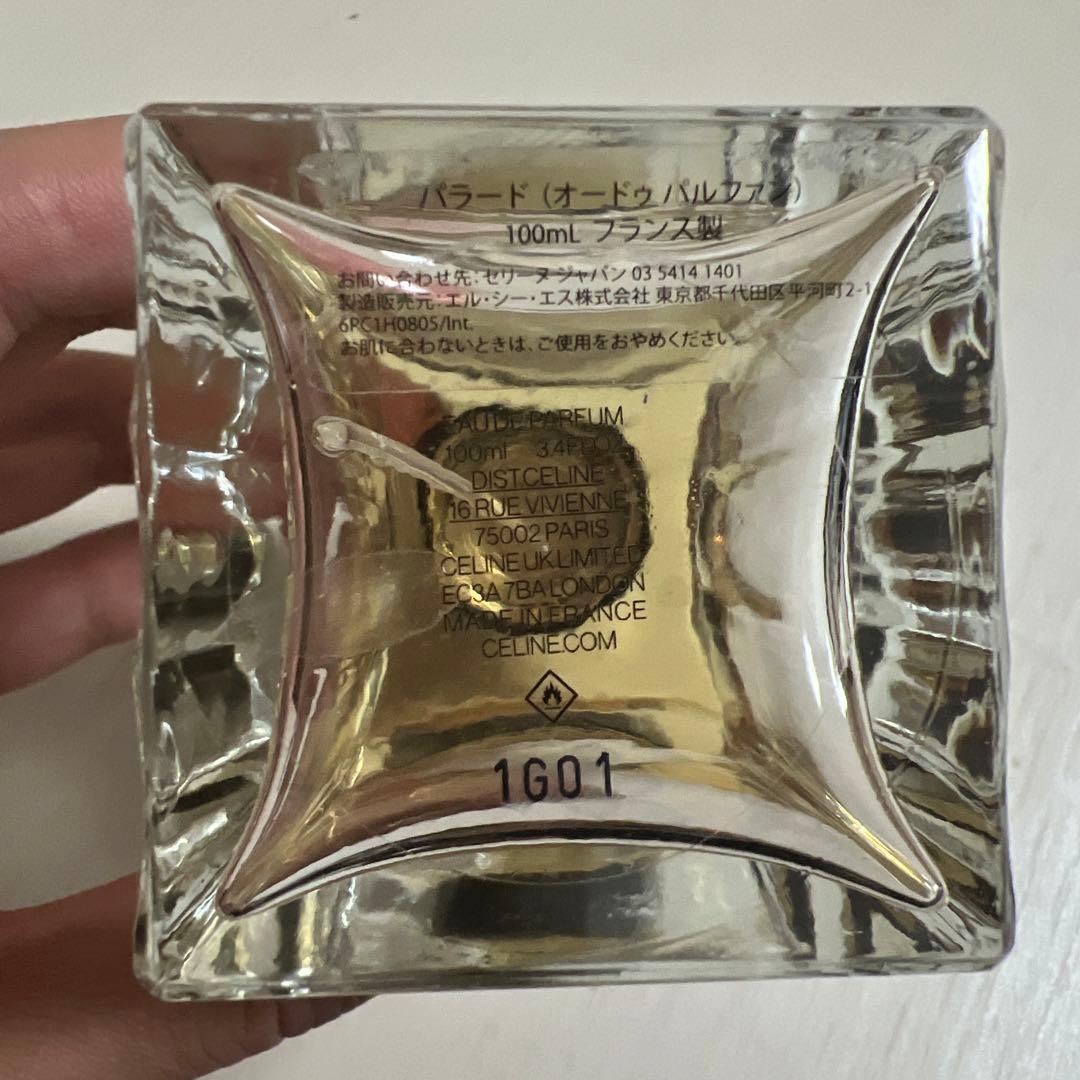 パラード（オードゥ パルファン）
100mL フランス製
お問い合わせ先：セリーヌ ジャパン 03 5414 1401
製造販売元：エル・シー・エス株式会社 東京都千代田区平河町2-1
6PC1H0805/Int.
お肌に合わないときは、ご使用をおやめください。
EAU DE PARFUM
100ml 3.4FL.OZ.
DIST.CELINE
16 RUE VIVIENNE
75002 PARIS
CELINE UK LIMITED
EC3A 7BA LONDON
MADE IN FRANCE
CELINE.COM
1G01